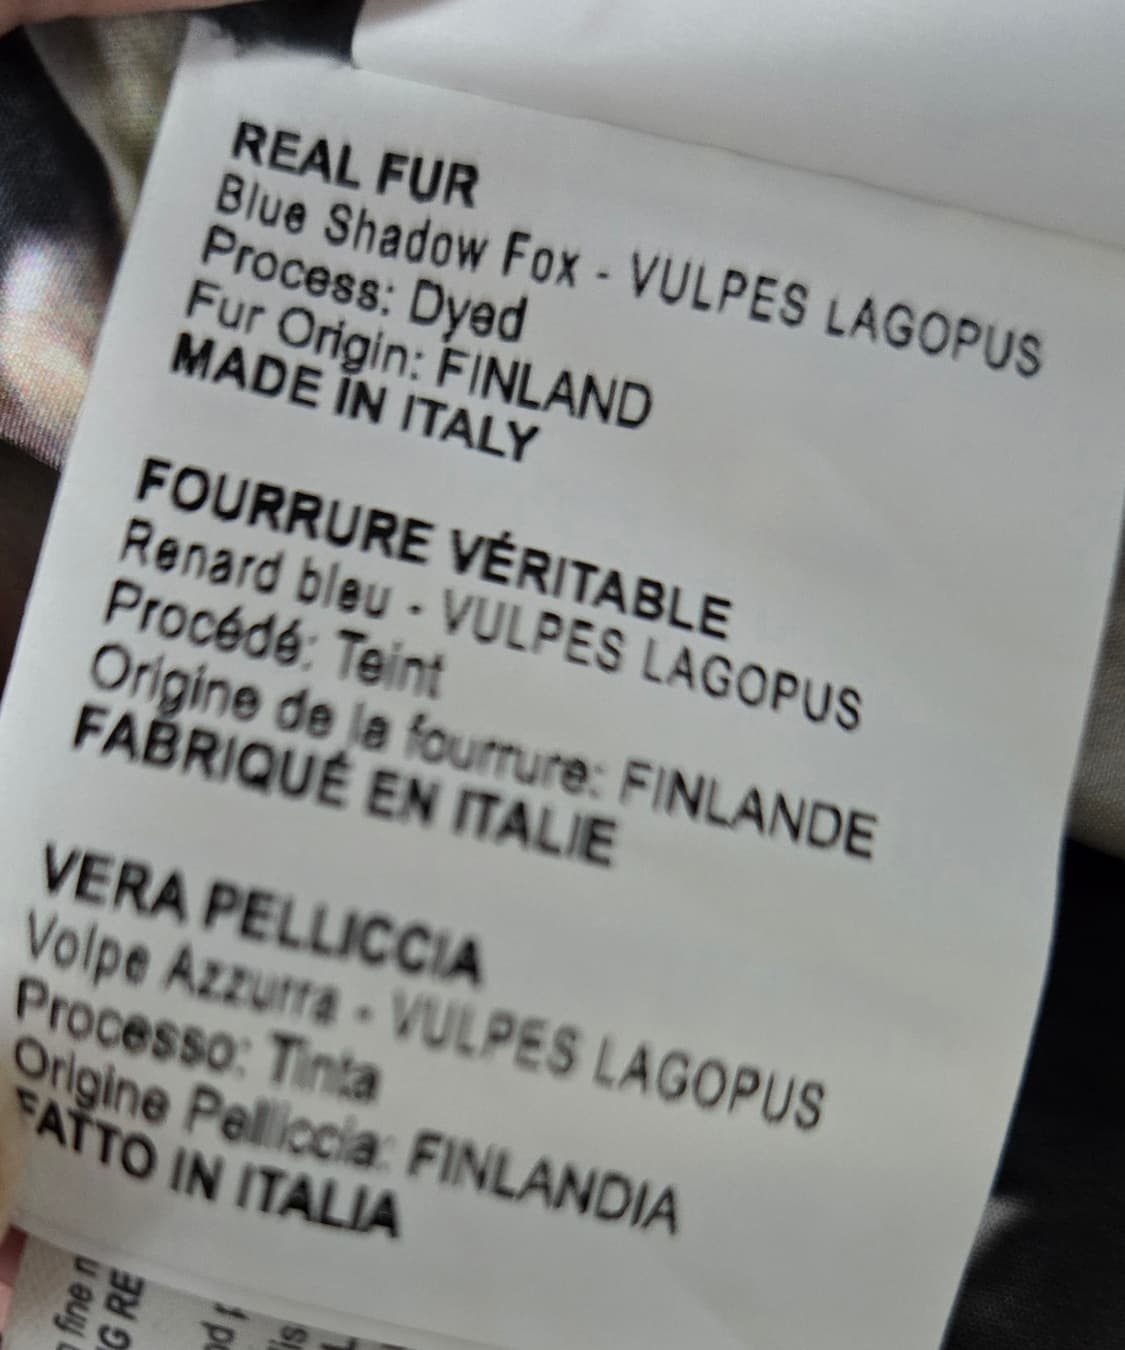 REAL FUR
Blue Shadow Fox - VULPES LAGOPUS
Process: Dyed
Fur Origin: FINLAND
MADE IN ITALY
FOURRURE VÉRITABLE
Renard bleu - VULPES LAGOPUS
Procédé: Teint
Origine de la fourrure: FINLANDE
FABRIQUÉ EN ITALIE
VERA PELLICCIA
Volpe Azzurra - VULPES LAGOPUS
Processo: Tinta
Origine Pelliccia: FINLANDIA
FATTO IN ITALIA
fine